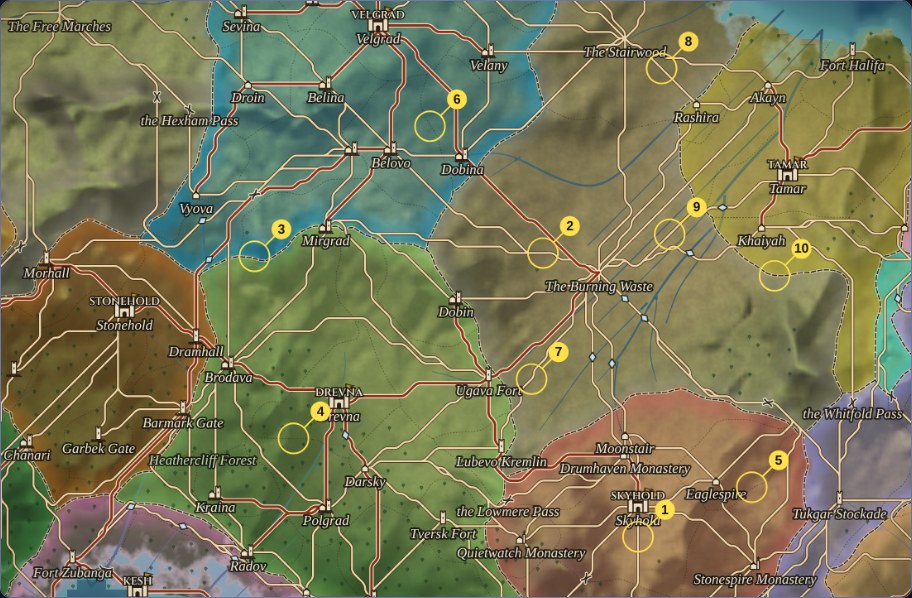 VELGRAD
The Free Marches
Sevina
Velgrad
8
The Stairwood
Velany
Fort Halifa
Droin
Belina
6
Akayn
the Hexham Pass
Rashira
Belovo
Dobina
TAMAR
Tamar
Vyova
9
3
Mirgrad
2
Khaiyah
10
Morhall
The Burning Waste
STONEHOLD
Stonehold
Dobin
Dramhall
7
Brodava
Ugava Fort
DREVNA
Drevna
4
the Whitfold Pass
Barmark Gate
Garbek Gate
Chanari
Heathercliff Forest
Moonstair
Lubevo Kremlin
Drumhaven Monastery
5
Darsky
Eaglespire
SKYHOLD
Kraina
the Lowmere Pass
1
Skyhold
Tukgar Stockade
Polgrad
Tversk Fort
Quietwatch Monastery
Fort Zubanga
Radov
KESH
Stonespire Monastery